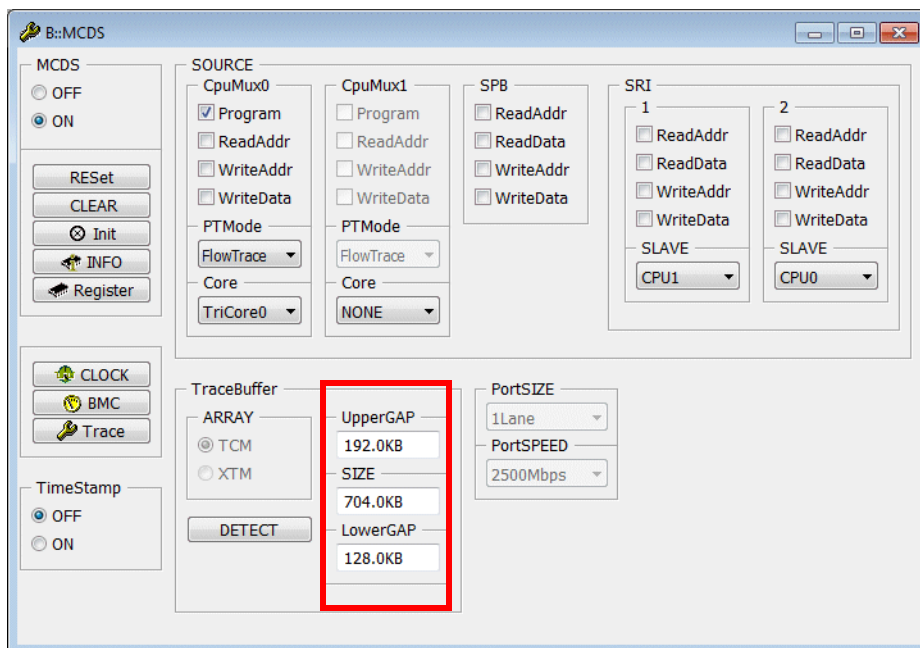 B::MCDS
MCDS
OFF
ON
RESet
CLEAR
Init
INFO
Register
CLOCK
BMC
Trace
TimeStamp
OFF
ON
SOURCE
CpuMux0
Program
ReadAddr
WriteAddr
WriteData
PTMode
FlowTrace
Core
TriCore0
CpuMux1
Program
ReadAddr
WriteAddr
WriteData
PTMode
FlowTrace
Core
NONE
SPB
ReadAddr
ReadData
WriteAddr
WriteData
SRI
1
ReadAddr
ReadData
WriteAddr
WriteData
SLAVE
CPU1
2
ReadAddr
ReadData
WriteAddr
WriteData
SLAVE
CPU0
TraceBuffer
ARRAY
TCM
XTM
DETECT
UpperGAP
192.0KB
SIZE
704.0KB
LowerGAP
128.0KB
PortSIZE
1Lane
PortSPEED
2500Mbps